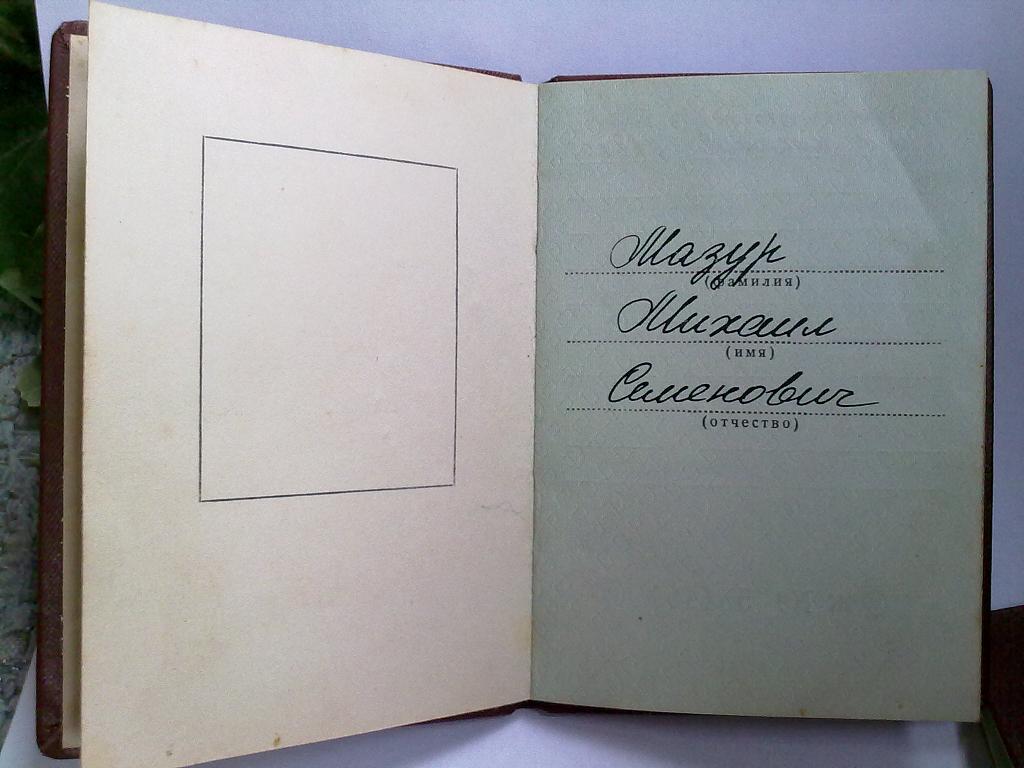 Мазур
(фамилия)
Михаил
(имя)
Семенович
(отчество)